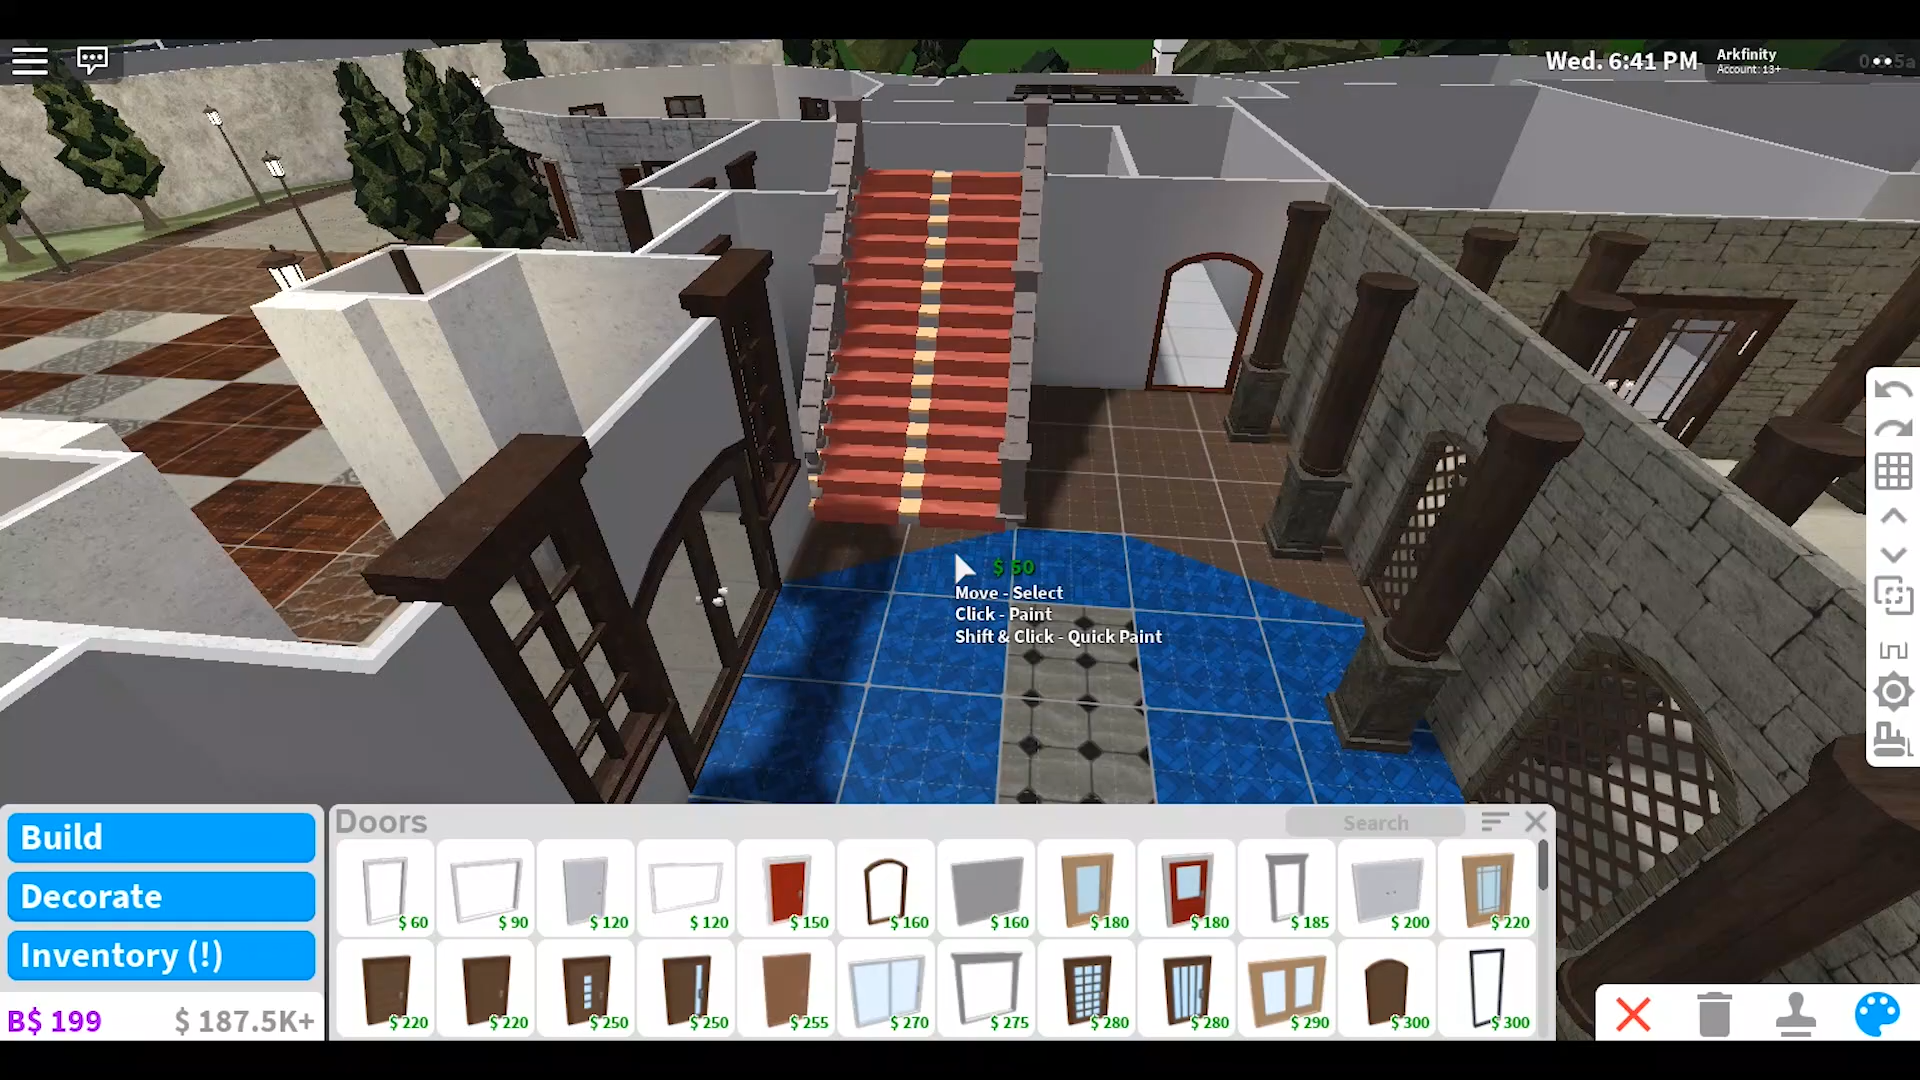 Wed. 6:41 PM
Arkfinity
Account: 13+
$ 50
Move - Select
Click - Paint
Shift & Click - Quick Paint
Build
Decorate
Inventory (!)
B$ 199
$ 187.5K+
Doors
Search
$ 60
$ 90
$ 120
$ 120
$ 150
$ 160
$ 160
$ 180
$ 180
$ 185
$ 200
$ 220
$ 220
$ 220
$ 250
$ 250
$ 255
$ 270
$ 275
$ 280
$ 280
$ 290
$ 300
$ 300